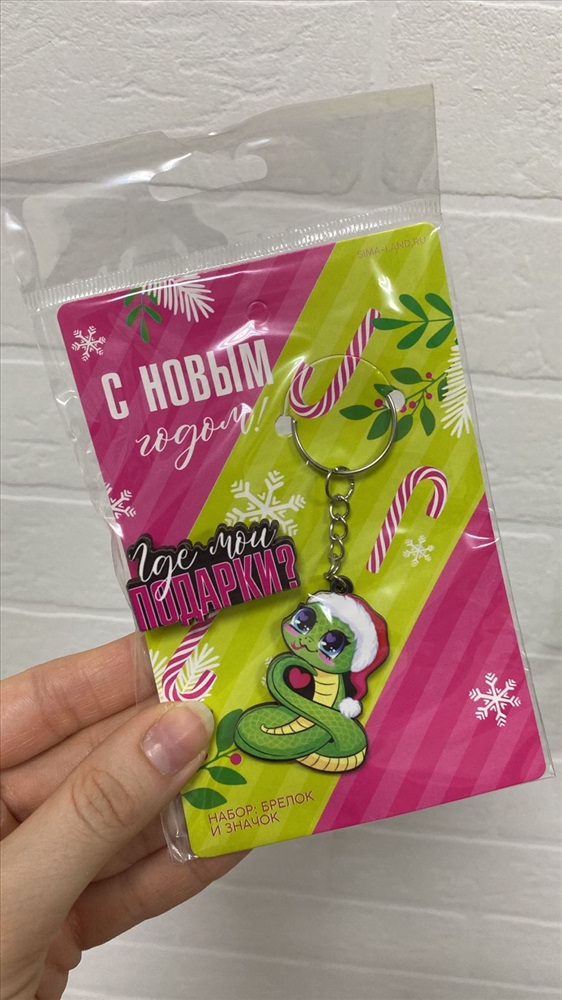 SIMA-LAND.RU
С НОВЫМ
годом!
Где мои
ПОДАРКИ?
НАБОР: БРЕЛОК
И ЗНАЧОК